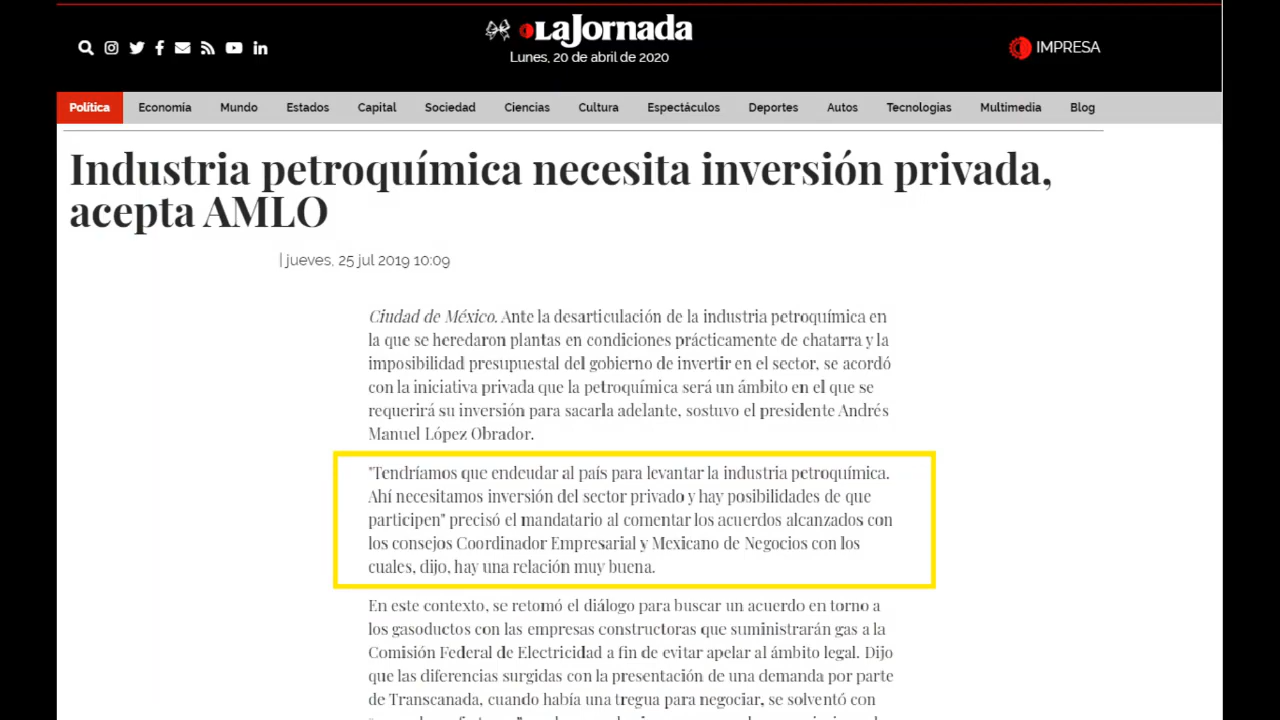 La Jornada
Lunes, 20 de abril de 2020
IMPRESA
Política Economía Mundo Estados Capital Sociedad Ciencias Cultura Espectáculos Deportes Autos Tecnologias Multimedia Blog
Industria petroquímica necesita inversión privada,
acepta AMLO
| jueves, 25 jul 2019 10:09
Ciudad de México. Ante la desarticulación de la industria petroquímica en
la que se heredaron plantas en condiciones prácticamente de chatarra y la
imposibilidad presupuestal del gobierno de invertir en el sector, se acordó
con la iniciativa privada que la petroquímica será un ámbito en el que se
requerirá su inversión para sacarla adelante, sostuvo el presidente Andrés
Manuel López Obrador.
"Tendríamos que endeudar al país para levantar la industria petroquímica.
Ahí necesitamos inversión del sector privado y hay posibilidades de que
participen" precisó el mandatario al comentar los acuerdos alcanzados con
los consejos Coordinador Empresarial y Mexicano de Negocios con los
cuales, dijo, hay una relación muy buena.
En este contexto, se retomó el diálogo para buscar un acuerdo en torno a
los gasoductos con las empresas constructoras que suministrarán gas a la
Comisión Federal de Electricidad a fin de evitar apelar al ámbito legal. Dijo
que las diferencias surgidas con la presentación de una demanda por parte
de Transcanada, cuando había una tregua para negociar, se solventó con